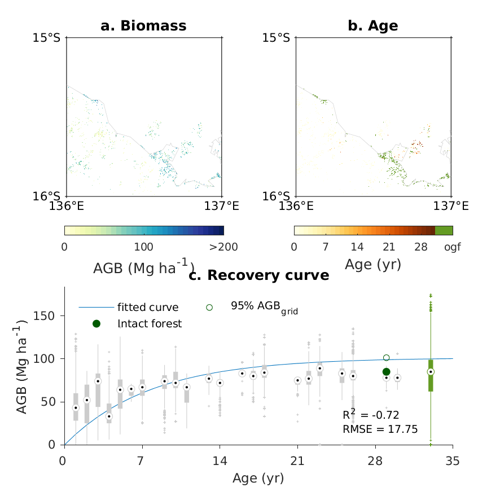 a. Biomass
b. Age
15°S
15°S
16°S
16°S
136°E
137°E
136°E
137°E
0
100
>200
0
7
14
21
28
ogf
AGB (Mg ha⁻¹)
Age (yr)
c. Recovery curve
fitted curve
95% AGB_grid
Intact forest
150
100
50
0
AGB (Mg ha⁻¹)
R² = -0.72
RMSE = 17.75
0
7
14
21
29
35
Age (yr)